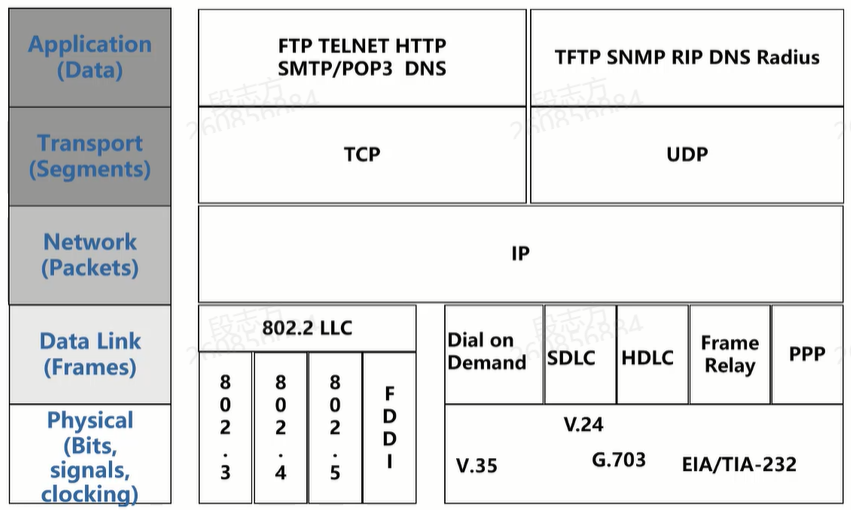 Application
(Data)
FTP TELNET HTTP
SMTP/POP3 DNS
TFTP SNMP RIP DNS Radius
Transport
(Segments)
TCP
UDP
Network
(Packets)
IP
Data Link
(Frames)
802.2 LLC
Dial on
Demand
SDLC
HDLC
Frame
Relay
PPP
Physical
(Bits,
signals,
clocking)
802.3
802.4
802.5
FDDI
V.24
V.35
G.703
EIA/TIA-232
段志方
段志方
段志方
段志方